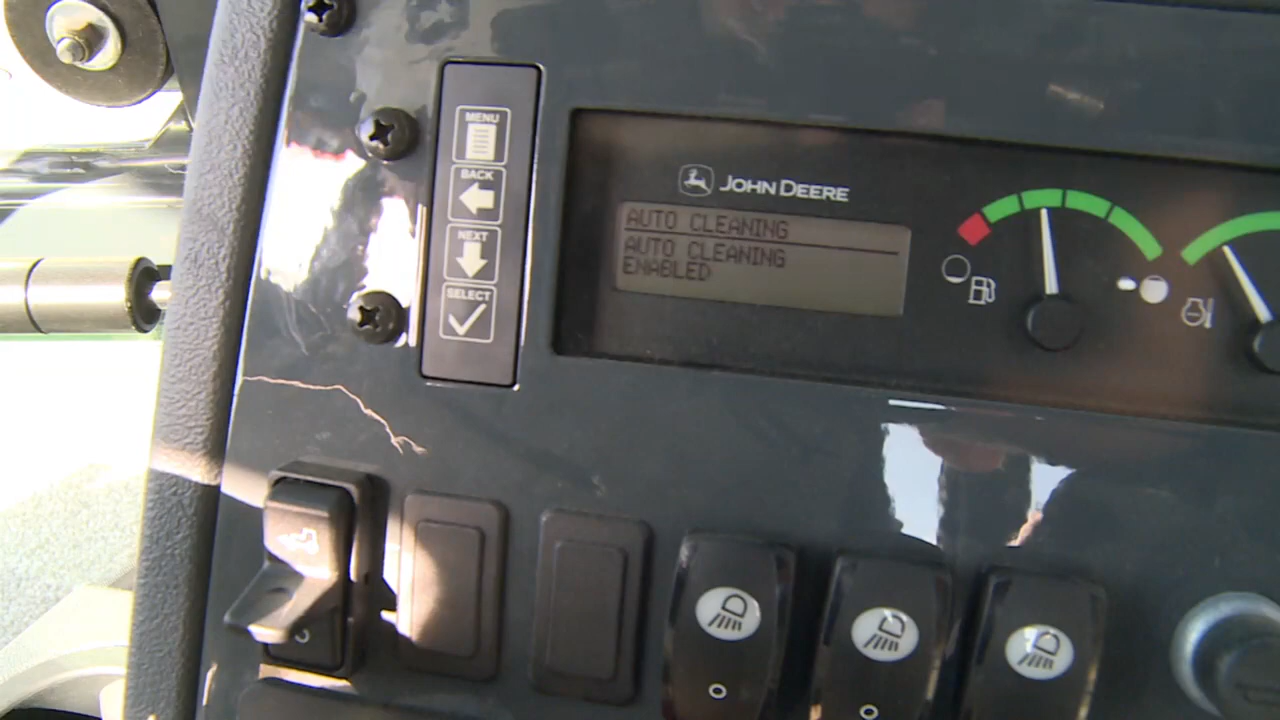 MENU
BACK
NEXT
SELECT
JOHN DEERE
AUTO CLEANING
AUTO CLEANING
ENABLED